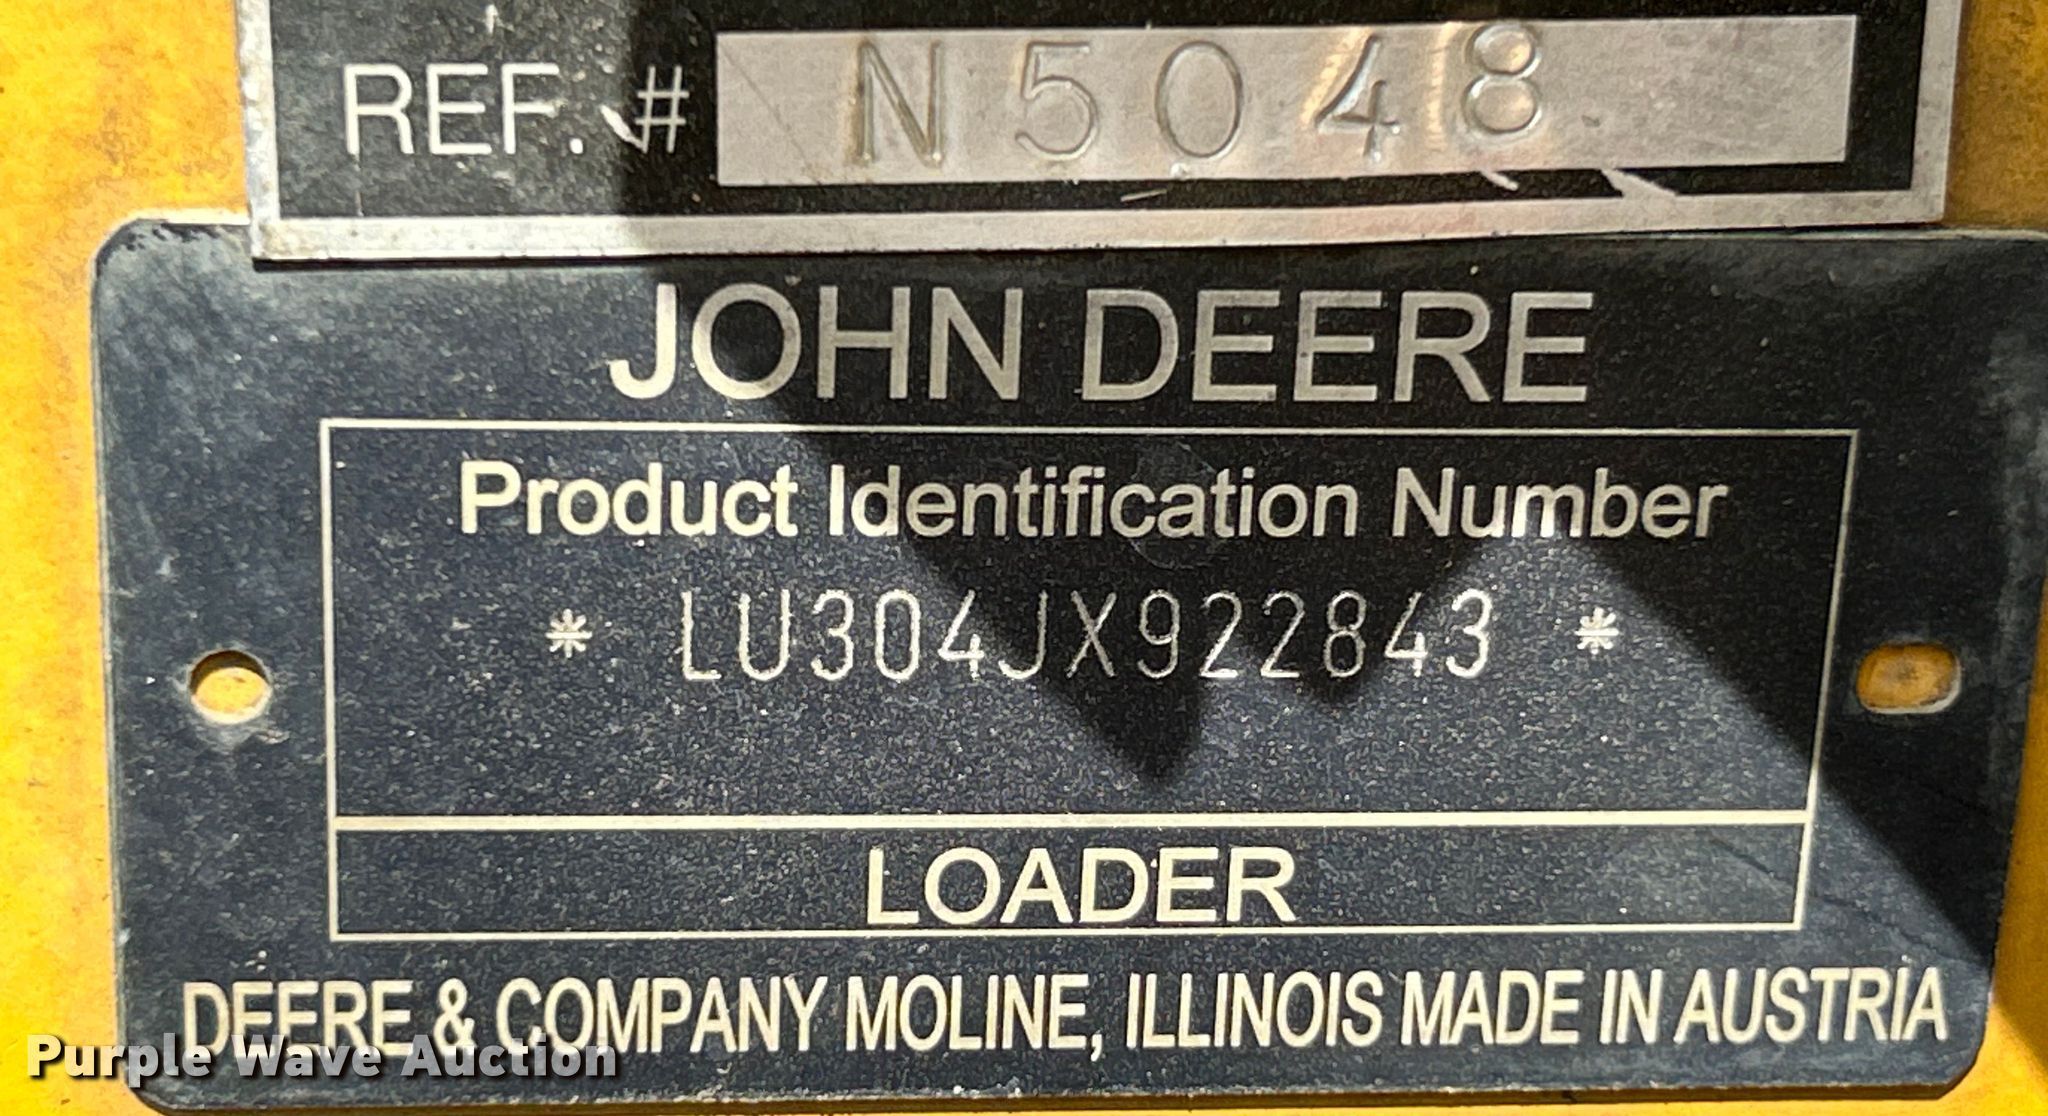 REF. # N5048
JOHN DEERE
Product Identification Number
* LU304JX922843 *
LOADER
DEERE & COMPANY MOLINE, ILLINOIS MADE IN AUSTRIA
Purple Wave Auction